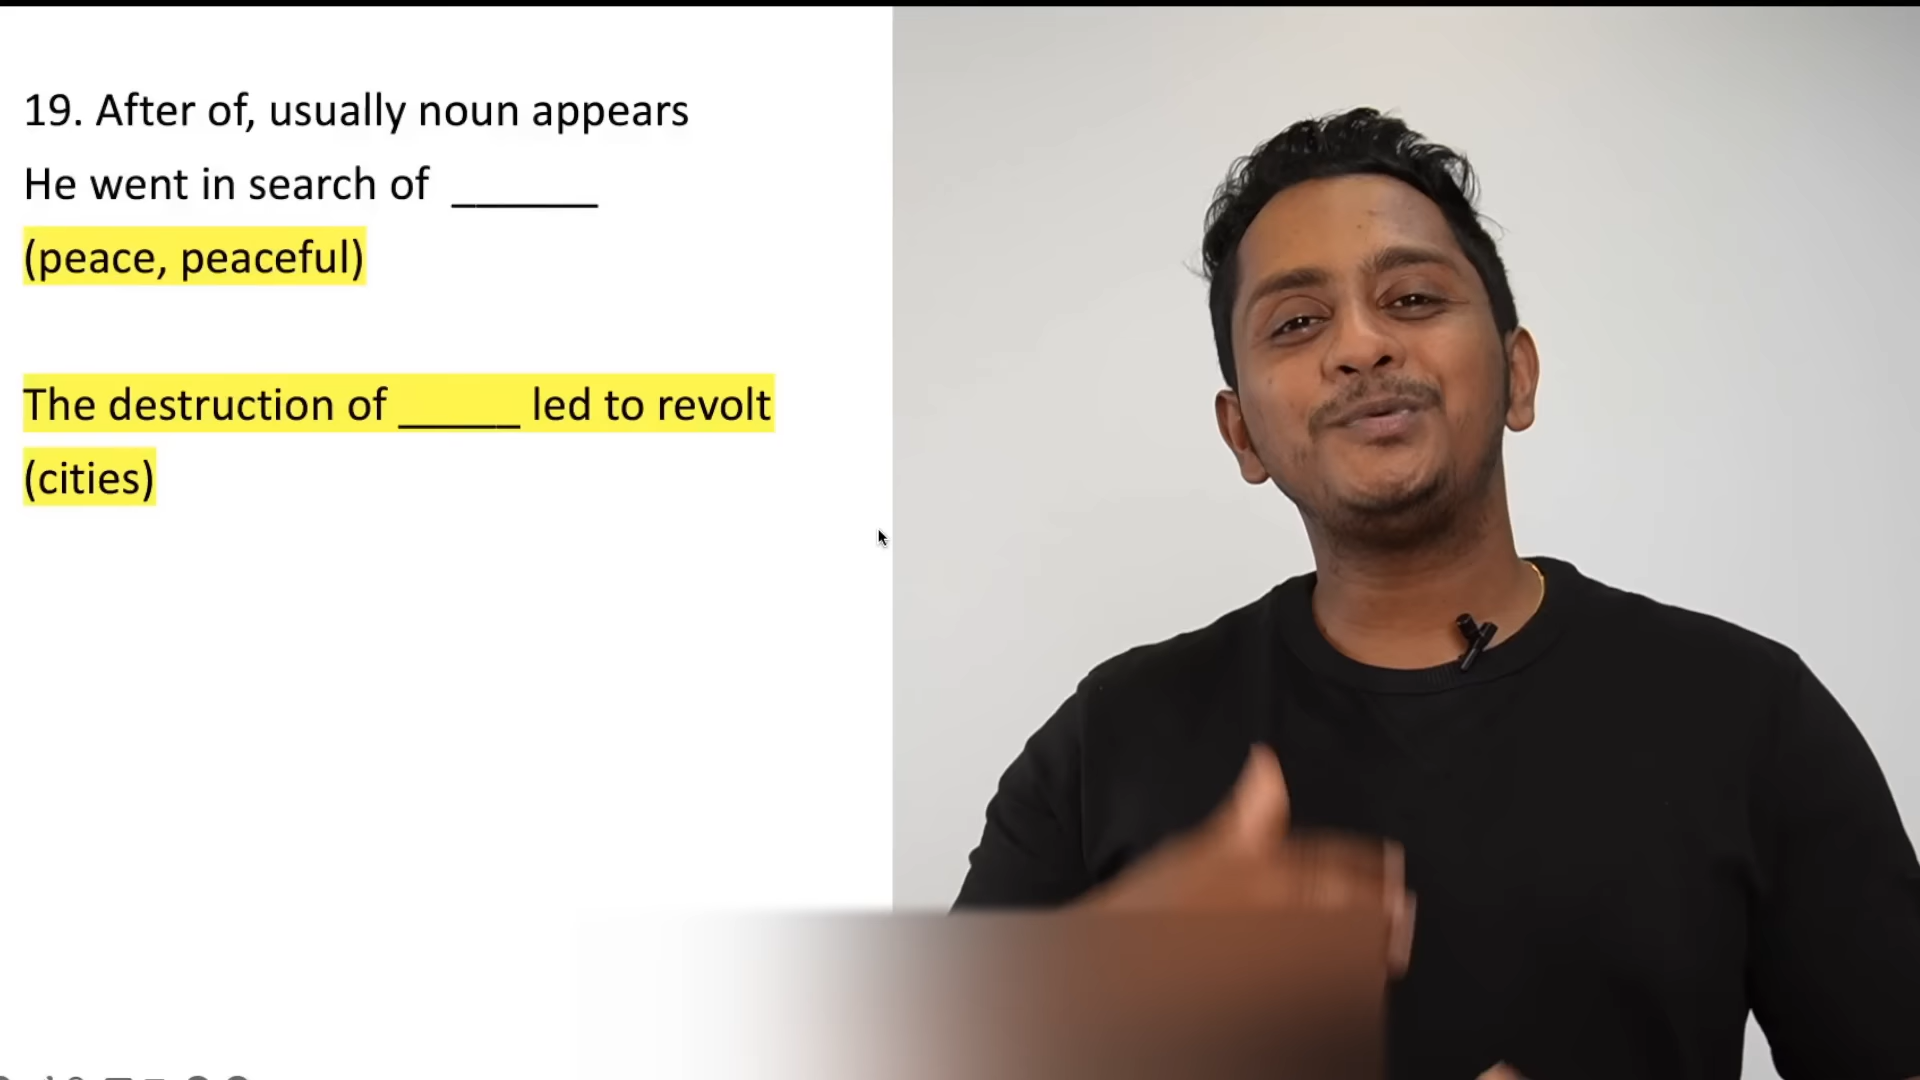 19. After of, usually noun appears
He went in search of ______
(peace, peaceful)
The destruction of _____ led to revolt
(cities)